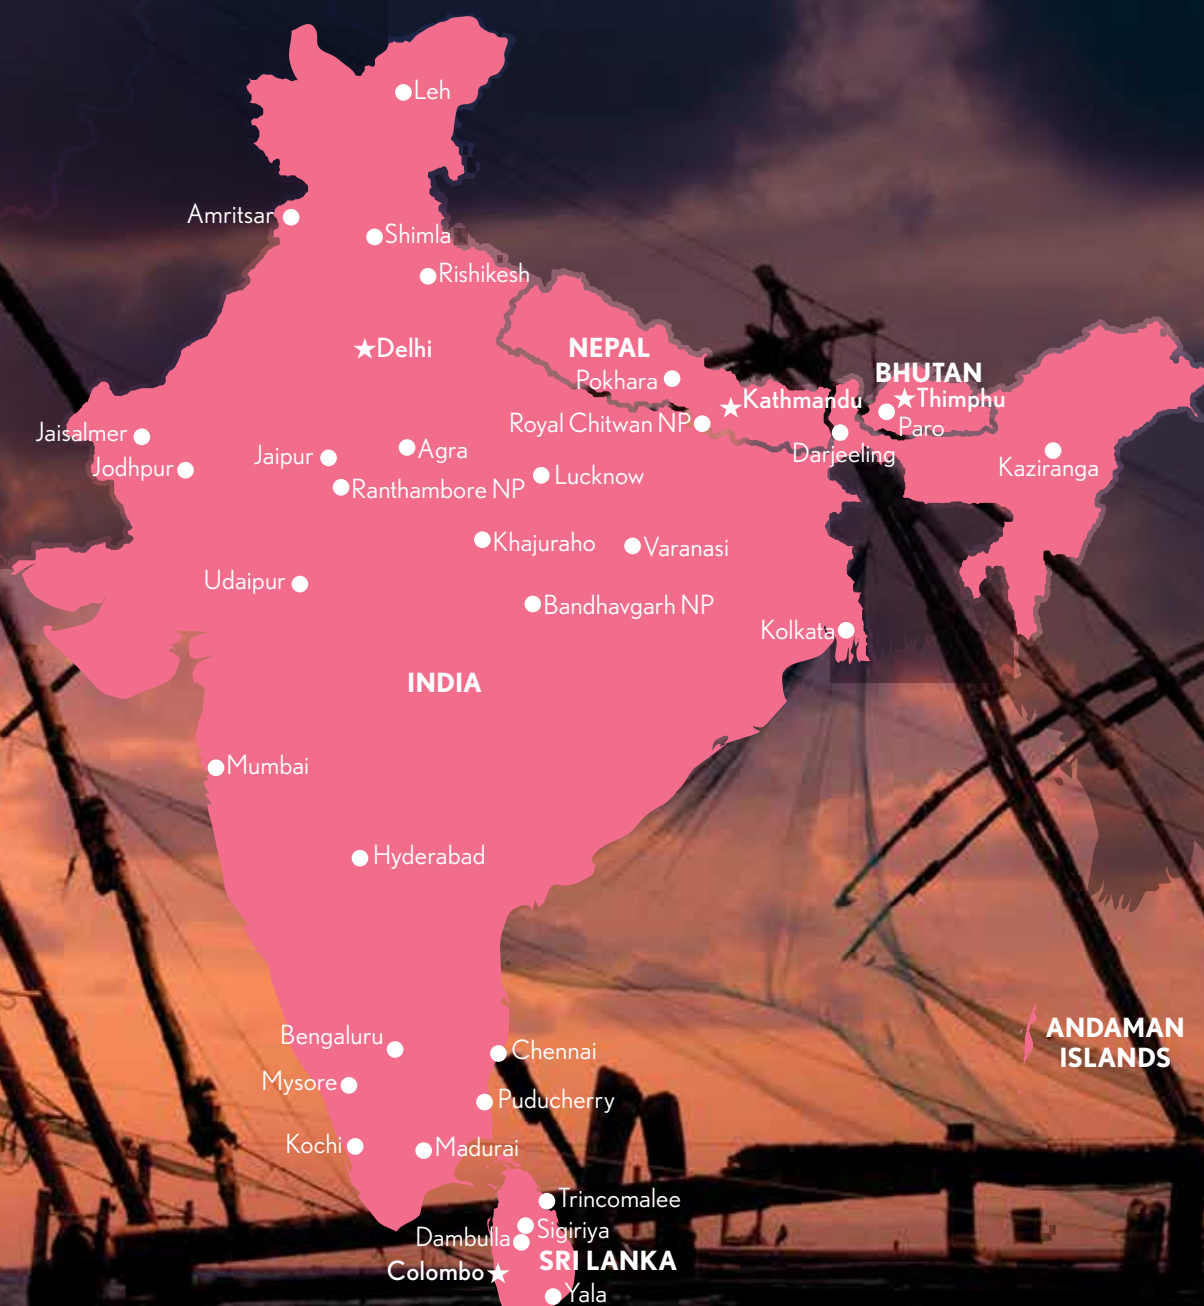 Leh
Amritsar
Shimla
Rishikesh
Delhi
NEPAL
Pokhara
BHUTAN
Kathmandu
Thimphu
Royal Chitwan NP
Paro
Jaisalmer
Jodhpur
Jaipur
Agra
Darjeeling
Kaziranga
Lucknow
Ranthambore NP
Khajuraho
Varanasi
Udaipur
Bandhavgarh NP
Kolkata
INDIA
Mumbai
Hyderabad
ANDAMAN
ISLANDS
Bengaluru
Chennai
Mysore
Puducherry
Kochi
Madurai
Trincomalee
Sigiriya
Dambulla
SRI LANKA
Colombo
Yala